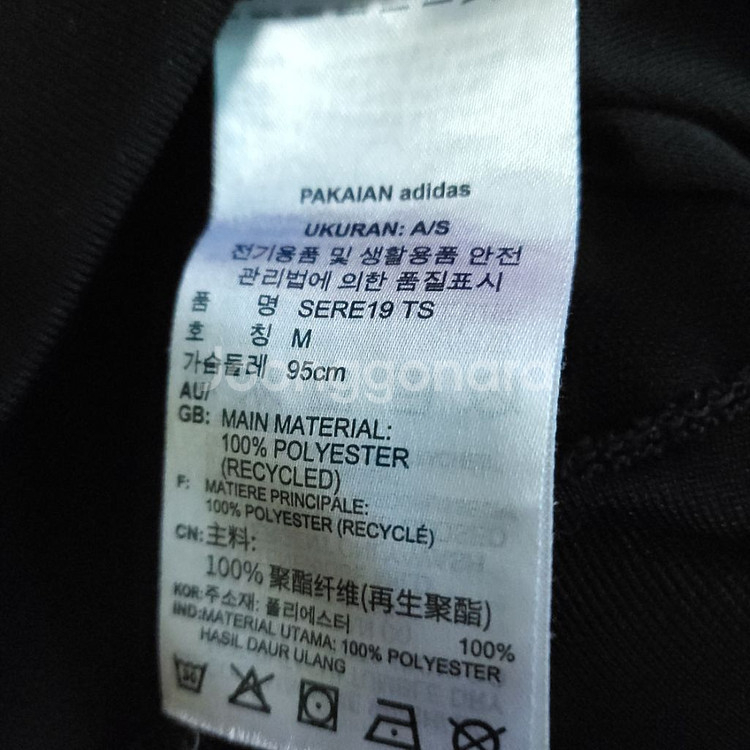 PAKAIAN adidas
UKURAN: A/S
전기용품 및 생활용품 안전
관리법에 의한 품질표시
품 명 SERE19 TS
호 칭 M
가슴둘레 95cm
Joonggonara
AU/
GB: MAIN MATERIAL:
100% POLYESTER
(RECYCLED)
F: MATIERE PRINCIPALE:
100% POLYESTER (RECYCLÉ)
CN: 主料:
100% 聚酯纤维(再生聚酯)
KOR: 주소재: 폴리에스터 100%
IND: MATERIAL UTAMA: 100% POLYESTER
HASIL DAUR ULANG
30